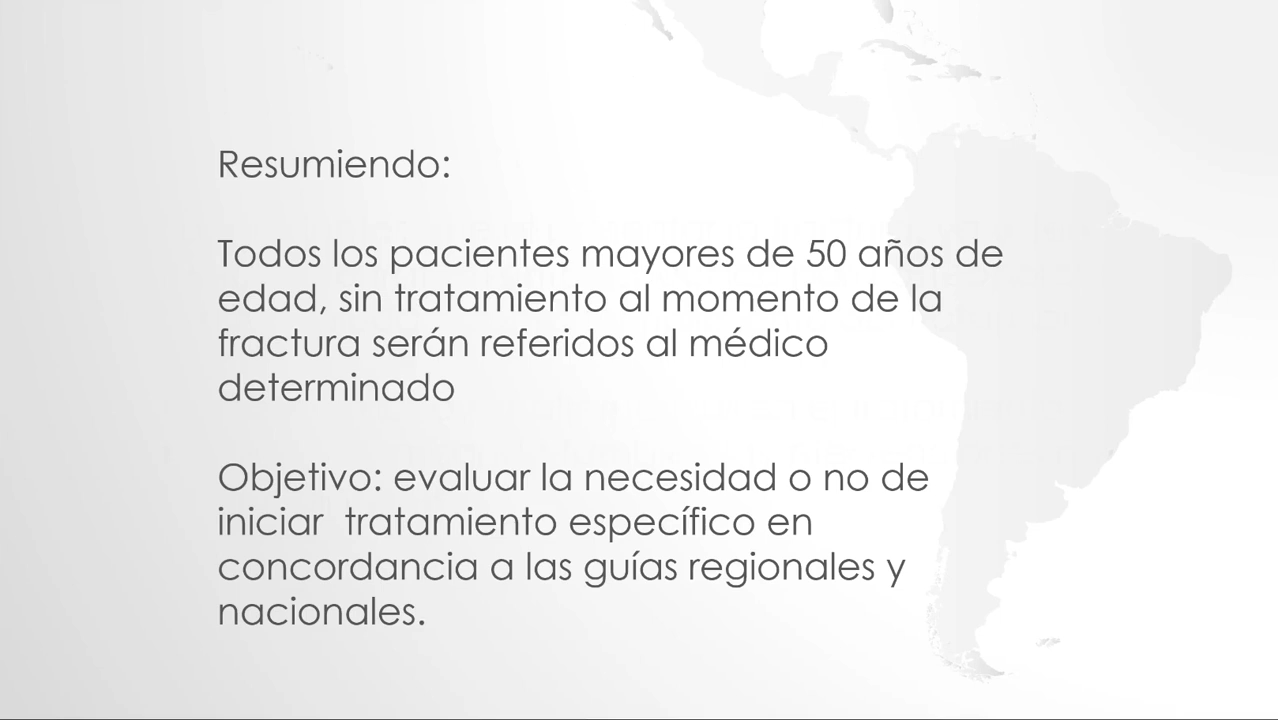 Resumiendo:
Todos los pacientes mayores de 50 años de
edad, sin tratamiento al momento de la
fractura serán referidos al médico
determinado
Objetivo: evaluar la necesidad o no de
iniciar  tratamiento específico en
concordancia a las guías regionales y
nacionales.